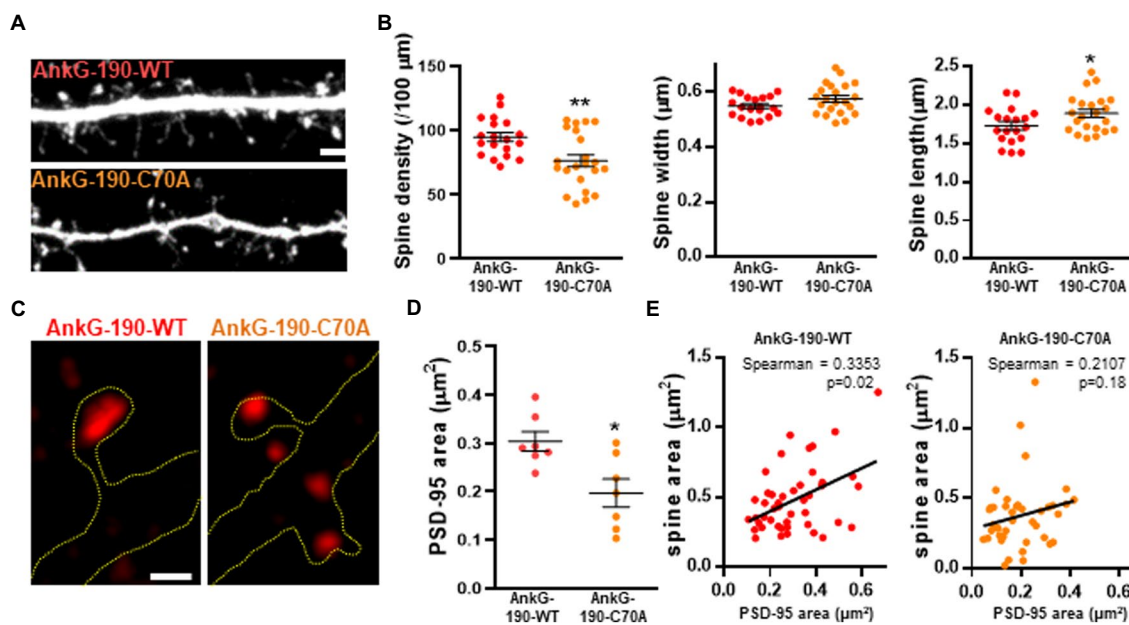 A
AnkG-190-WT
AnkG-190-C70A
B
Spine density (/100 µm)
150
100
50
0
**
AnkG-
190-WT
AnkG-
190-C70A
Spine width (µm)
0.6
0.4
0.2
0.0
AnkG-
190-WT
AnkG-
190-C70A
Spine length(µm)
2.5
2.0
1.5
1.0
0.5
0.0
*
AnkG-
190-WT
AnkG-
190-C70A
C
AnkG-190-WT
AnkG-190-C70A
D
PSD-95 area (µm²)
0.5
0.4
0.3
0.2
0.1
0.0
*
AnkG-
190-WT
AnkG-
190-C70A
E
AnkG-190-WT
Spearman = 0.3353
p=0.02
spine area (µm²)
1.5
1.0
0.5
0.0
0.0 0.2 0.4 0.6
PSD-95 area (µm²)
AnkG-190-C70A
Spearman = 0.2107
p=0.18
spine area (µm²)
1.5
1.0
0.5
0.0
0.0 0.2 0.4 0.6
PSD-95 area (µm²)